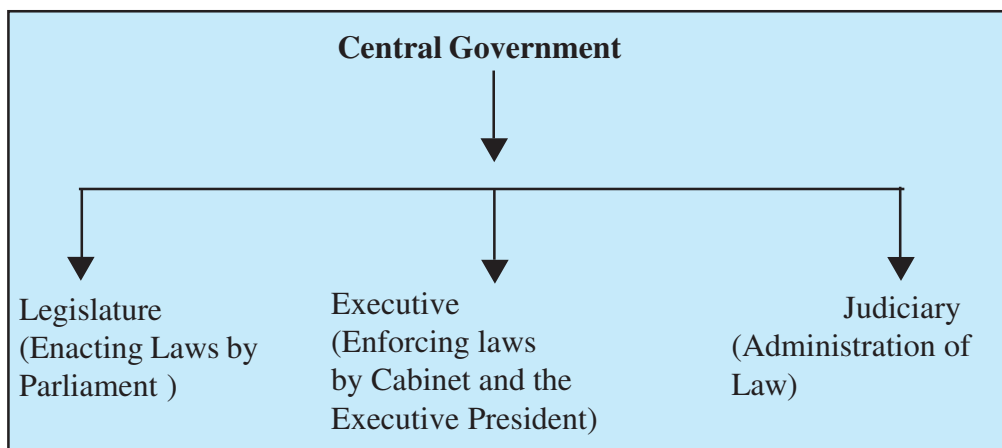 Central Government
Legislature
(Enacting Laws by
Parliament )
Executive
(Enforcing laws
by Cabinet and the
Executive President)
Judiciary
(Administration of
Law)